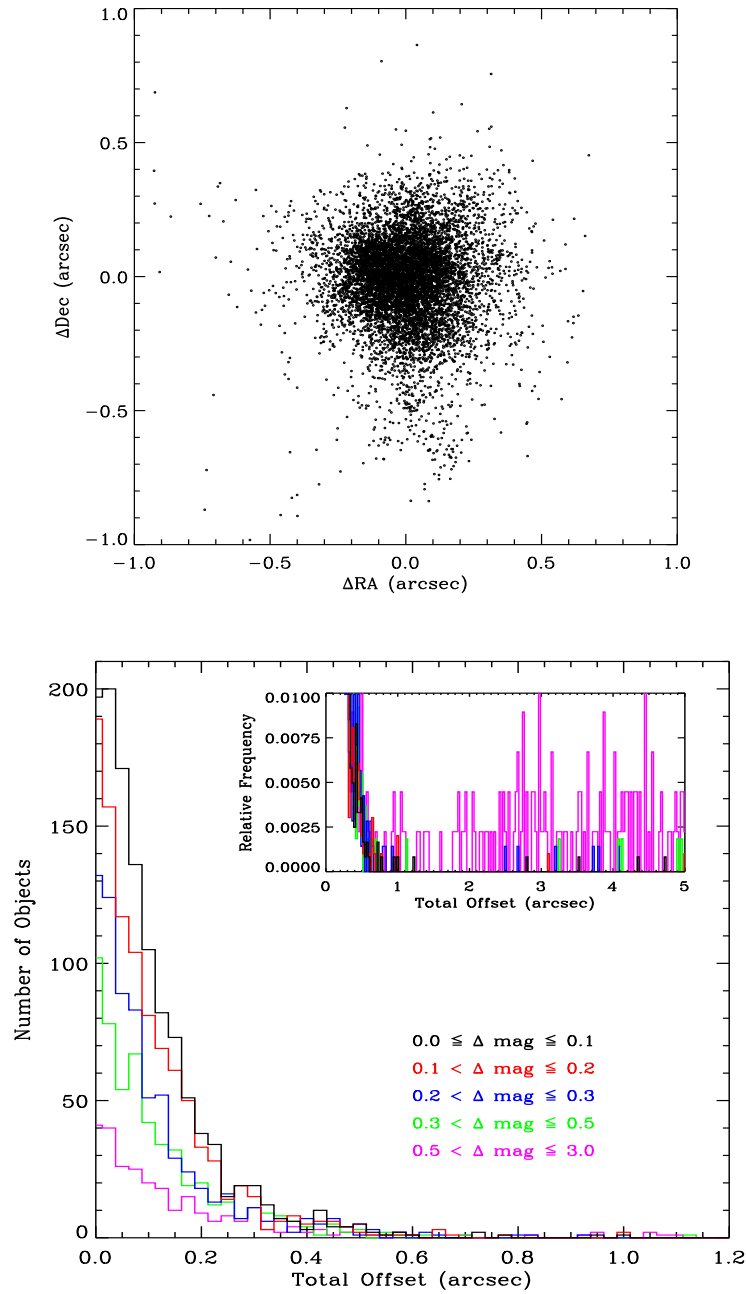 1.0
0.5
0.0
−0.5
−1.0
ΔDec (arcsec)
−1.0 −0.5 0.0 0.5 1.0
ΔRA (arcsec)
200
150
100
50
0
Number of Objects
0.0100
0.0075
0.0050
0.0025
0.0000
Relative Frequency
0 1 2 3 4 5
Total Offset (arcsec)
0.0 ≦ Δ mag ≦ 0.1
0.1 < Δ mag ≦ 0.2
0.2 < Δ mag ≦ 0.3
0.3 < Δ mag ≦ 0.5
0.5 < Δ mag ≦ 3.0
0.0 0.2 0.4 0.6 0.8 1.0 1.2
Total Offset (arcsec)